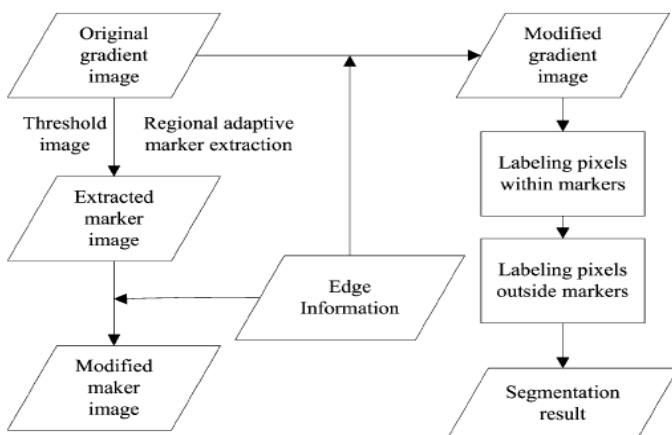 Original
gradient
image
Modified
gradient
image
Threshold
image
Regional adaptive
marker extraction
Labeling pixels
within markers
Extracted
marker
image
Edge
Information
Labeling pixels
outside markers
Modified
maker
image
Segmentation
result